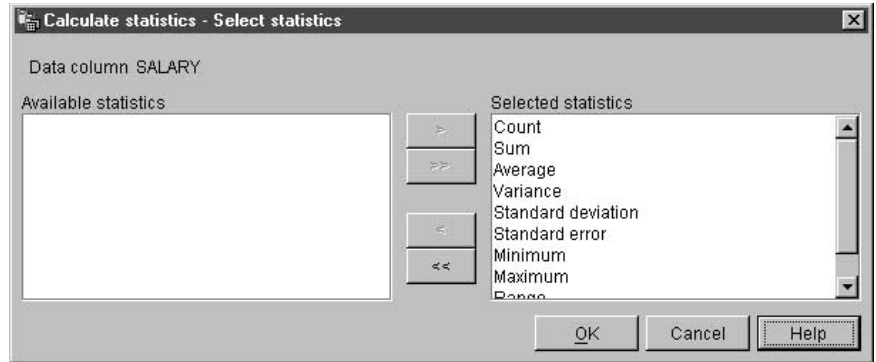 Calculate statistics - Select statistics
Data column SALARY
Available statistics
>
>>
<
<<
Selected statistics
Count
Sum
Average
Variance
Standard deviation
Standard error
Minimum
Maximum
Range
OK
Cancel
Help